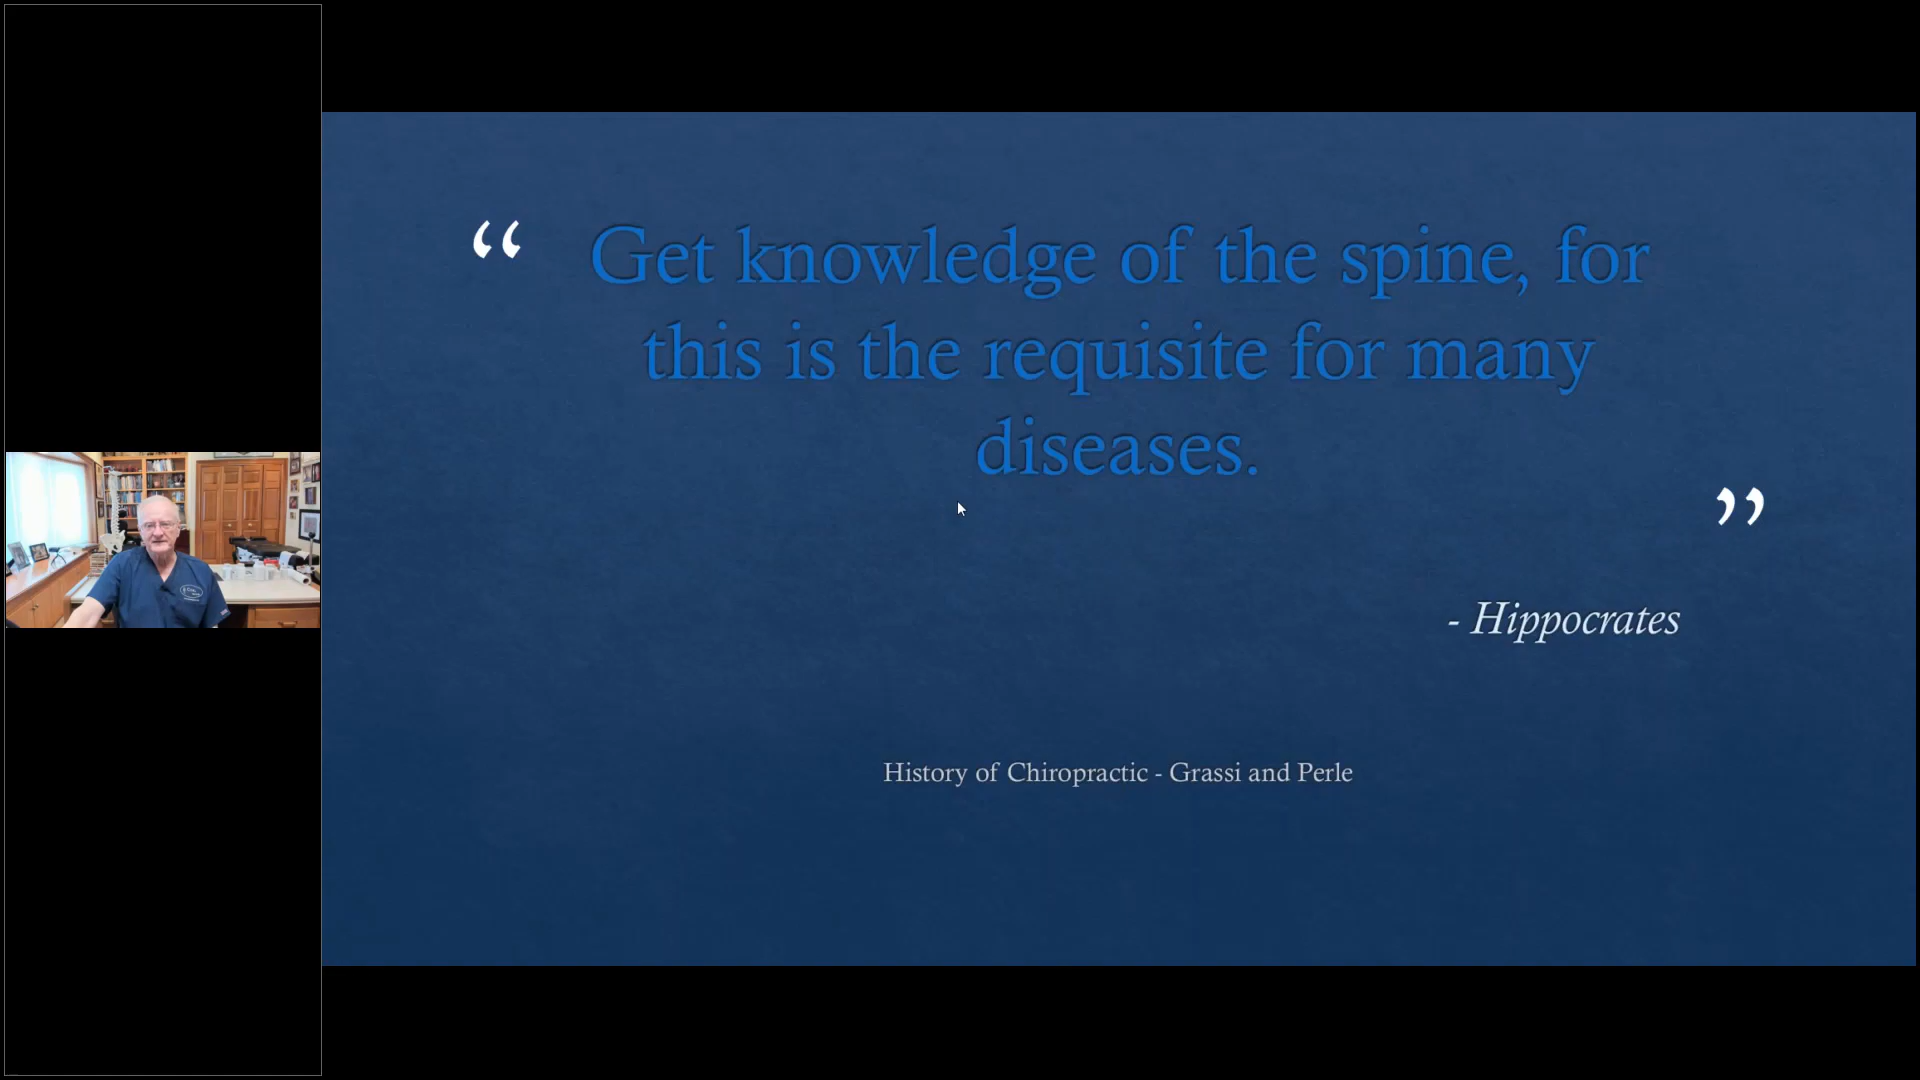 “ Get knowledge of the spine, for
this is the requisite for many
diseases. ”
- Hippocrates
History of Chiropractic - Grassi and Perle